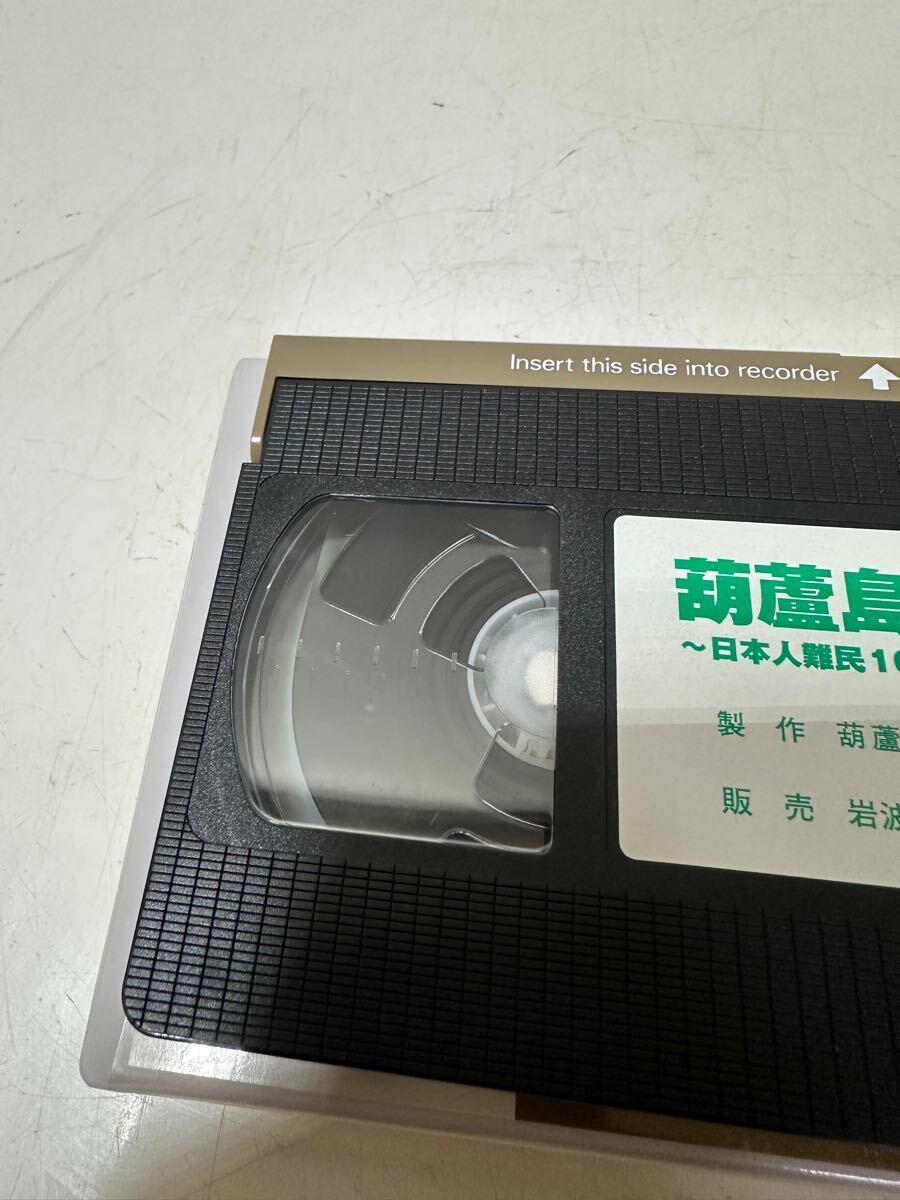 Insert this side into recorder
葫蘆島
～日本人難民10
製 作 葫蘆
販 売 岩波